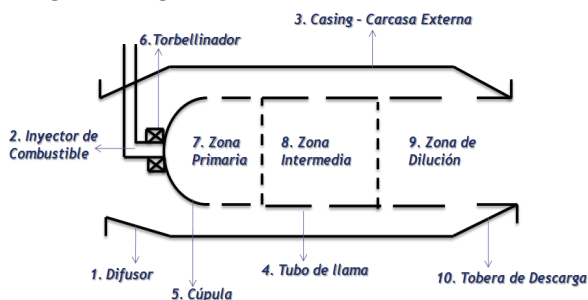 3. Casing - Carcasa Externa
6.Torbellinador
2. Inyector de
Combustible
7. Zona
Primaria
8. Zona
Intermedia
9. Zona de
Dilución
1. Difusor
5. Cúpula
4. Tubo de llama
10. Tobera de Descarga